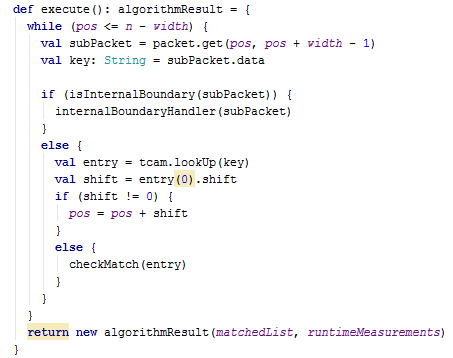 def execute(): algorithmResult = {
  while (pos <= n - width) {
    val subPacket = packet.get(pos, pos + width - 1)
    val key: String = subPacket.data

    if (isInternalBoundary(subPacket)) {
      internalBoundaryHandler(subPacket)
    }
    else {
      val entry = tcam.lookUp(key)
      val shift = entry(0).shift
      if (shift != 0) {
        pos = pos + shift
      }
      else {
        checkMatch(entry)
      }
    }
  }
  return new algorithmResult(matchedList, runtimeMeasurements)
}